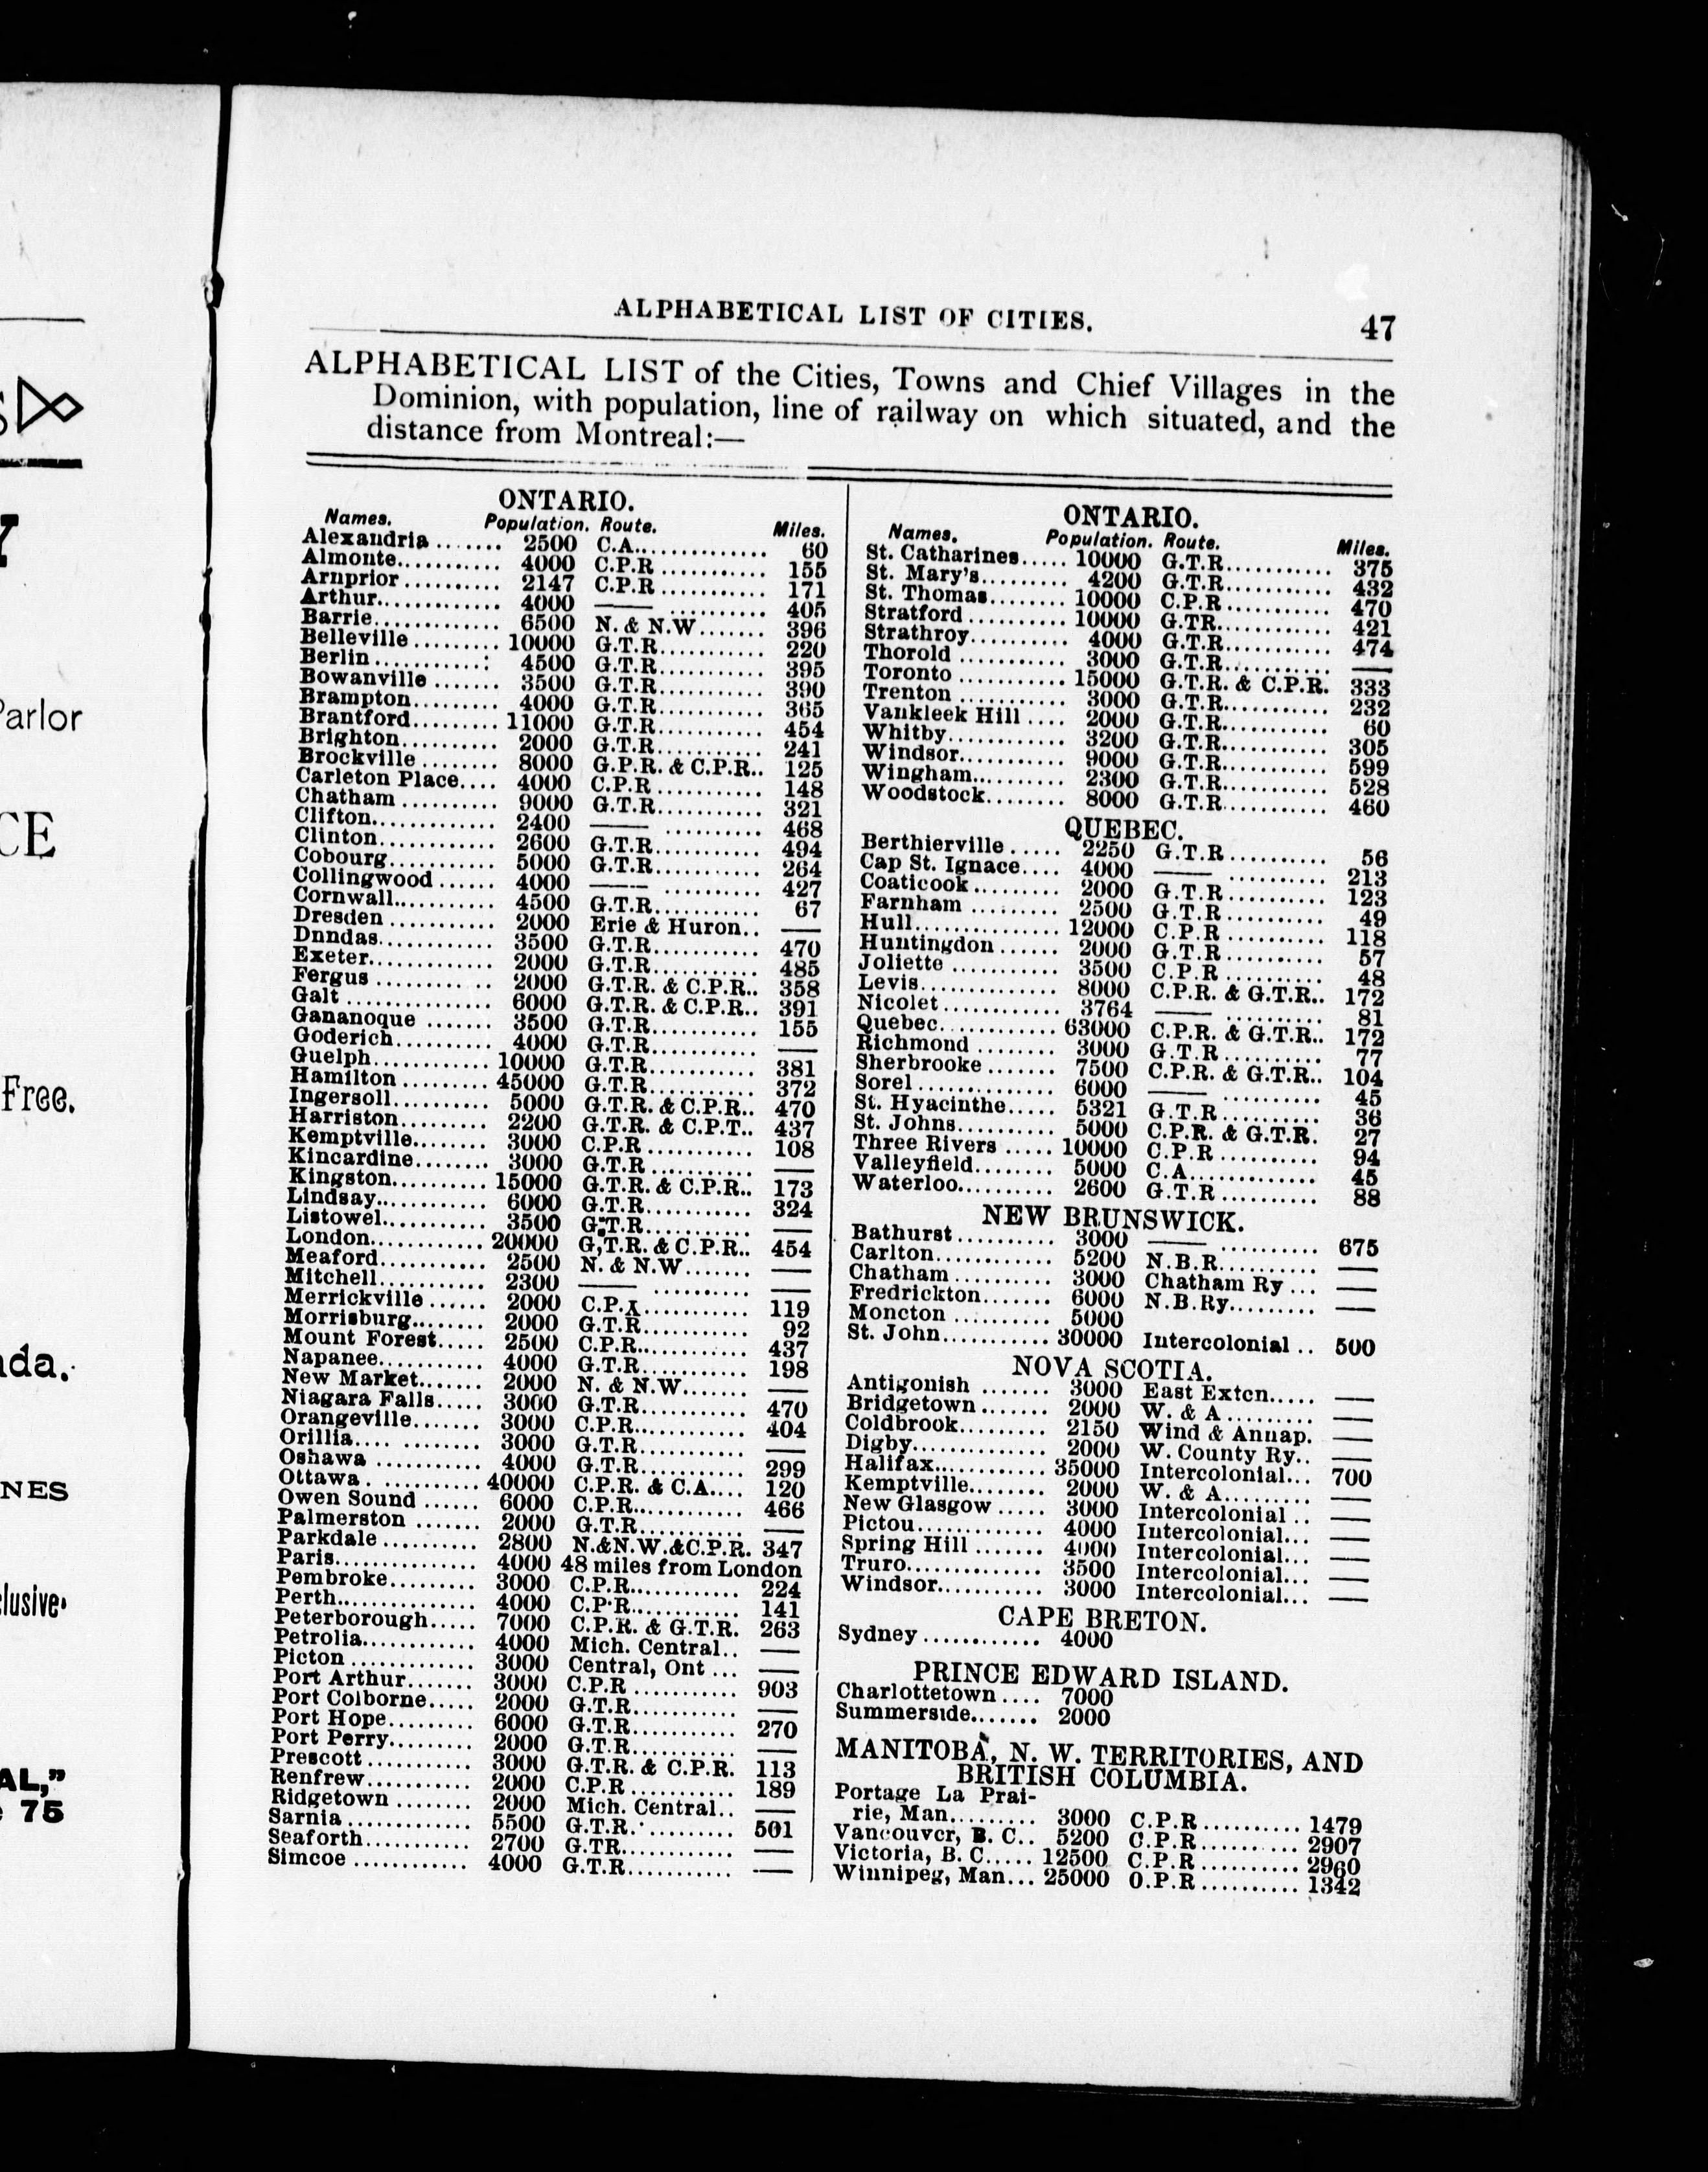 S
Y
Parlor
CE
Free.
ada.
NES
clusive
AL,"
e 75
ALPHABETICAL LIST OF CITIES. 47
ALPHABETICAL LIST of the Cities, Towns and Chief Villages in the
Dominion, with population, line of railway on which situated, and the
distance from Montreal:—
ONTARIO.
Names. Population. Route. Miles.
Alexandria ....... 2500 C.A.............. 60
Almonte........... 4000 C.P.R ........... 155
Arnprior .......... 2147 C.P.R ........... 171
Arthur............. 4000 —— .......... 405
Barrie............. 6500 N. & N.W....... 396
Belleville ......... 10000 G.T.R........... 220
Berlin ...........: 4500 G.T.R........... 395
Bowanville ....... 3500 G.T.R........... 390
Brampton......... 4000 G.T.R........... 365
Brantford......... 11000 G.T.R........... 454
Brighton.......... 2000 G.T.R........... 241
Brockville ........ 8000 G.P.R. & C.P.R.. 125
Carleton Place.... 4000 C.P.R ........... 148
Chatham .......... 9000 G.T.R........... 321
Clifton............. 2400 —— .......... 468
Clinton............ 2600 G.T.R........... 494
Cobourg........... 5000 G.T.R........... 264
Collingwood ...... 4000 —— .......... 427
Cornwall.......... 4500 G.T.R........... 67
Dresden ........... 2000 Erie & Huron.. ——
Dnndas............ 3500 G.T.R........... 470
Exeter............. 2000 G.T.R........... 485
Fergus ............ 2000 G.T.R. & C.P.R.. 358
Galt ............... 6000 G.T.R. & C.P.R.. 391
Gananoque ....... 3500 G.T.R........... 155
Goderich.......... 4000 G.T.R........... ——
Guelph............ 10000 G.T.R........... 381
Hamilton ......... 45000 G.T.R........... 372
Ingersoll.......... 5000 G.T.R. & C.P.R.. 470
Harriston......... 2200 G.T.R. & C.P.T.. 437
Kemptville........ 3000 C.P.R ........... 108
Kincardine........ 3000 G.T.R ........... ——
Kingston.......... 15000 G.T.R. & C.P.R.. 173
Lindsay........... 6000 G.T.R........... 324
Listowel........... 3500 G.T.R........... ——
London............ 20000 G,T.R. & C.P.R.. 454
Meaford........... 2500 N. & N.W....... ——
Mitchell........... 2300 —— .......... ——
Merrickville ...... 2000 C.P.R........... 119
Morrisburg........ 2000 G.T.R........... 92
Mount Forest..... 2500 C.P.R........... 437
Napanee........... 4000 G.T.R........... 198
New Market....... 2000 N. & N.W....... ——
Niagara Falls..... 3000 G.T.R........... 470
Orangeville....... 3000 C.P.R........... 404
Orillia.... ........ 3000 G.T.R........... ——
Oshawa ........... 4000 G.T.R........... 299
Ottawa . .......... 40000 C.P.R. & C.A.... 120
Owen Sound ...... 6000 C.P.R........... 466
Palmerston ....... 2000 G.T.R........... ——
Parkdale .......... 2800 N.&N.W.&C.P.R. 347
Paris............... 4000 48 miles from London
Pembroke......... 3000 C.P.R........... 224
Perth.............. 4000 C.P.R........... 141
Peterborough..... 7000 C.P.R. & G.T.R. 263
Petrolia............ 4000 Mich. Central.. ——
Picton ............. 3000 Central, Ont ... ——
Port Arthur....... 3000 C.P.R ........... 903
Port Colborne..... 2000 G.T.R........... ——
Port Hope......... 6000 G.T.R........... 270
Port Perry......... 2000 G.T.R........... ——
Prescott ........... 3000 G.T.R. & C.P.R. 113
Renfrew........... 2000 C.P.R ........... 189
Ridgetown ........ 2000 Mich. Central.. ——
Sarnia ............. 5500 G.T.R........... 501
Seaforth........... 2700 G.TR............ ——
Simcoe ............ 4000 G.T.R........... ——
ONTARIO.
Names. Population. Route. Miles.
St. Catharines..... 10000 G.T.R........... 375
St. Mary's......... 4200 G.T.R........... 432
St. Thomas........ 10000 C.P.R ........... 470
Stratford .......... 10000 G.TR............ 421
Strathroy.......... 4000 G.T.R........... 474
Thorold ........... 3000 G.T.R........... ——
Toronto ........... 15000 G.T.R. & C.P.R. 333
Trenton ........... 3000 G.T.R........... 232
Vankleek Hill .... 2000 G.T.R........... 60
Whitby............ 3200 G.T.R........... 305
Windsor........... 9000 G.T.R........... 599
Wingham.......... 2300 G.T.R........... 528
Woodstock........ 8000 G.T.R........... 460
QUEBEC.
Berthierville ..... 2250 G.T.R .......... 56
Cap St. Ignace.... 4000 —— .......... 213
Coaticook......... 2000 G.T.R .......... 123
Farnham ......... 2500 G.T.R .......... 49
Hull............... 12000 C.P.R .......... 118
Huntingdon ...... 2000 G.T.R .......... 57
Joliette ........... 3500 C.P.R .......... 48
Levis.............. 8000 C.P.R. & G.T.R.. 172
Nicolet............ 3764 —— .......... 81
Quebec............ 63000 C.P.R. & G.T.R.. 172
Richmond ........ 3000 G.T.R .......... 77
Sherbrooke ....... 7500 C.P.R. & G.T.R.. 104
Sorel .............. 6000 —— .......... 45
St. Hyacinthe..... 5321 G.T.R .......... 36
St. Johns.......... 5000 C.P.R. & G.T.R. 27
Three Rivers ..... 10000 C.P.R .......... 94
Valleyfield........ 5000 C.A............. 45
Waterloo.......... 2600 G.T.R .......... 88
NEW BRUNSWICK.
Bathurst .......... 3000 —— .......... 675
Carlton............ 5200 N.B.R.......... ——
Chatham .......... 3000 Chatham Ry ... ——
Fredrickton....... 6000 N.B.Ry......... ——
Moncton .......... 5000
St. John........... 30000 Intercolonial .. 500
NOVA SCOTIA.
Antigonish ....... 3000 East Extcn..... ——
Bridgetown ....... 2000 W. & A ......... ——
Coldbrook......... 2150 Wind & Annap. ——
Digby.............. 2000 W. County Ry.. ——
Halifax............ 35000 Intercolonial... 700
Kemptville........ 2000 W. & A......... ——
New Glasgow ..... 3000 Intercolonial .. ——
Pictou............. 4000 Intercolonial... ——
Spring Hill ....... 4000 Intercolonial... ——
Truro.............. 3500 Intercolonial... ——
Windsor........... 3000 Intercolonial... ——
CAPE BRETON.
Sydney ............ 4000
PRINCE EDWARD ISLAND.
Charlottetown .... 7000
Summerside....... 2000
MANITOBA, N. W. TERRITORIES, AND
BRITISH COLUMBIA.
Portage La Prai-
rie, Man......... 3000 C.P.R .......... 1479
Vancouver, B. C.. 5200 C.P.R .......... 2907
Victoria, B. C..... 12500 C.P.R .......... 2960
Winnipeg, Man... 25000 O.P.R .......... 1342